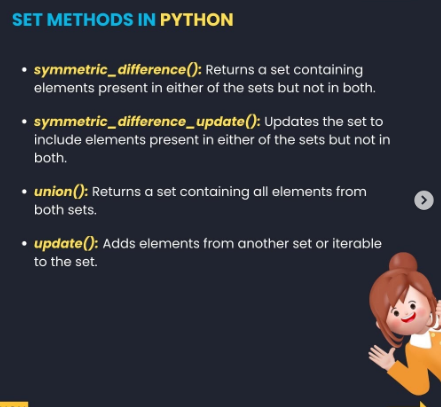 SET METHODS IN PYTHON
• symmetric_difference(): Returns a set containing
elements present in either of the sets but not in both.
• symmetric_difference_update(): Updates the set to
include elements present in either of the sets but not in
both.
• union(): Returns a set containing all elements from
both sets.
• update(): Adds elements from another set or iterable
to the set.